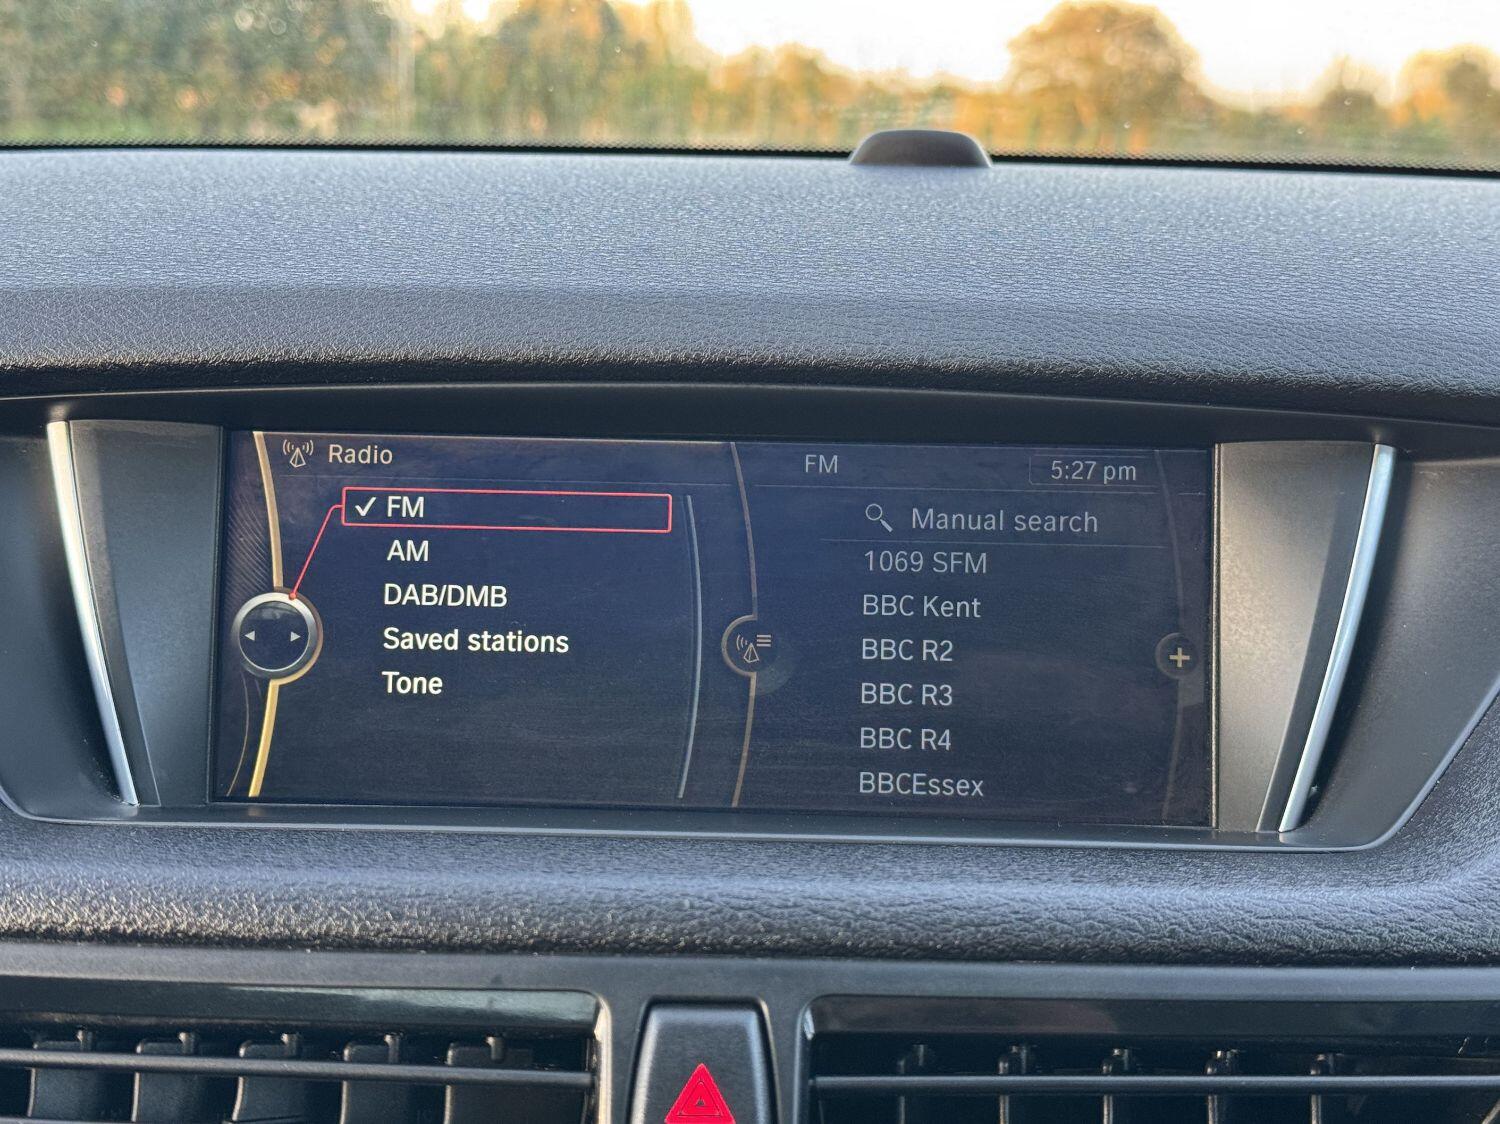 Radio
FM
5:27 pm
✓ FM
AM
DAB/DMB
Saved stations
Tone
Manual search
1069 SFM
BBC Kent
BBC R2
BBC R3
BBC R4
BBCEssex